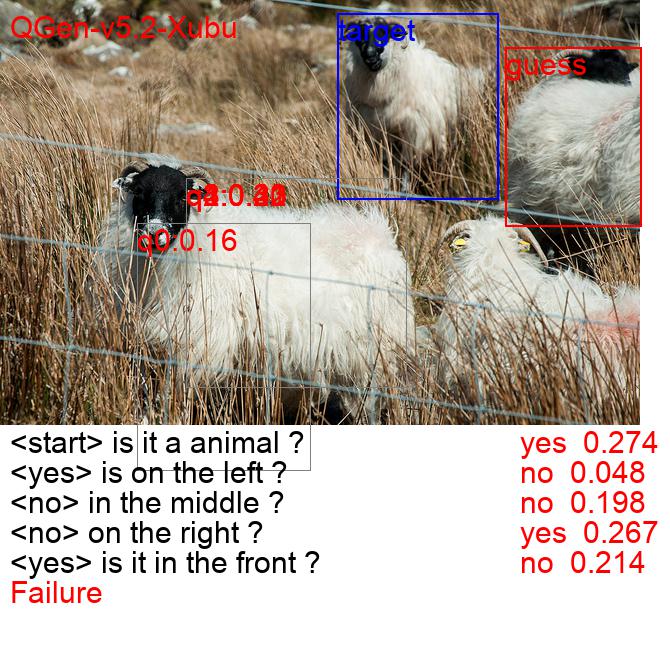 QGen-v5.2-Xubu
target
guess
q0:0.16
<start> is it a animal ? yes 0.274
<yes> is on the left ? no 0.048
<no> in the middle ? no 0.198
<no> on the right ? yes 0.267
<yes> is it in the front ? no 0.214
Failure